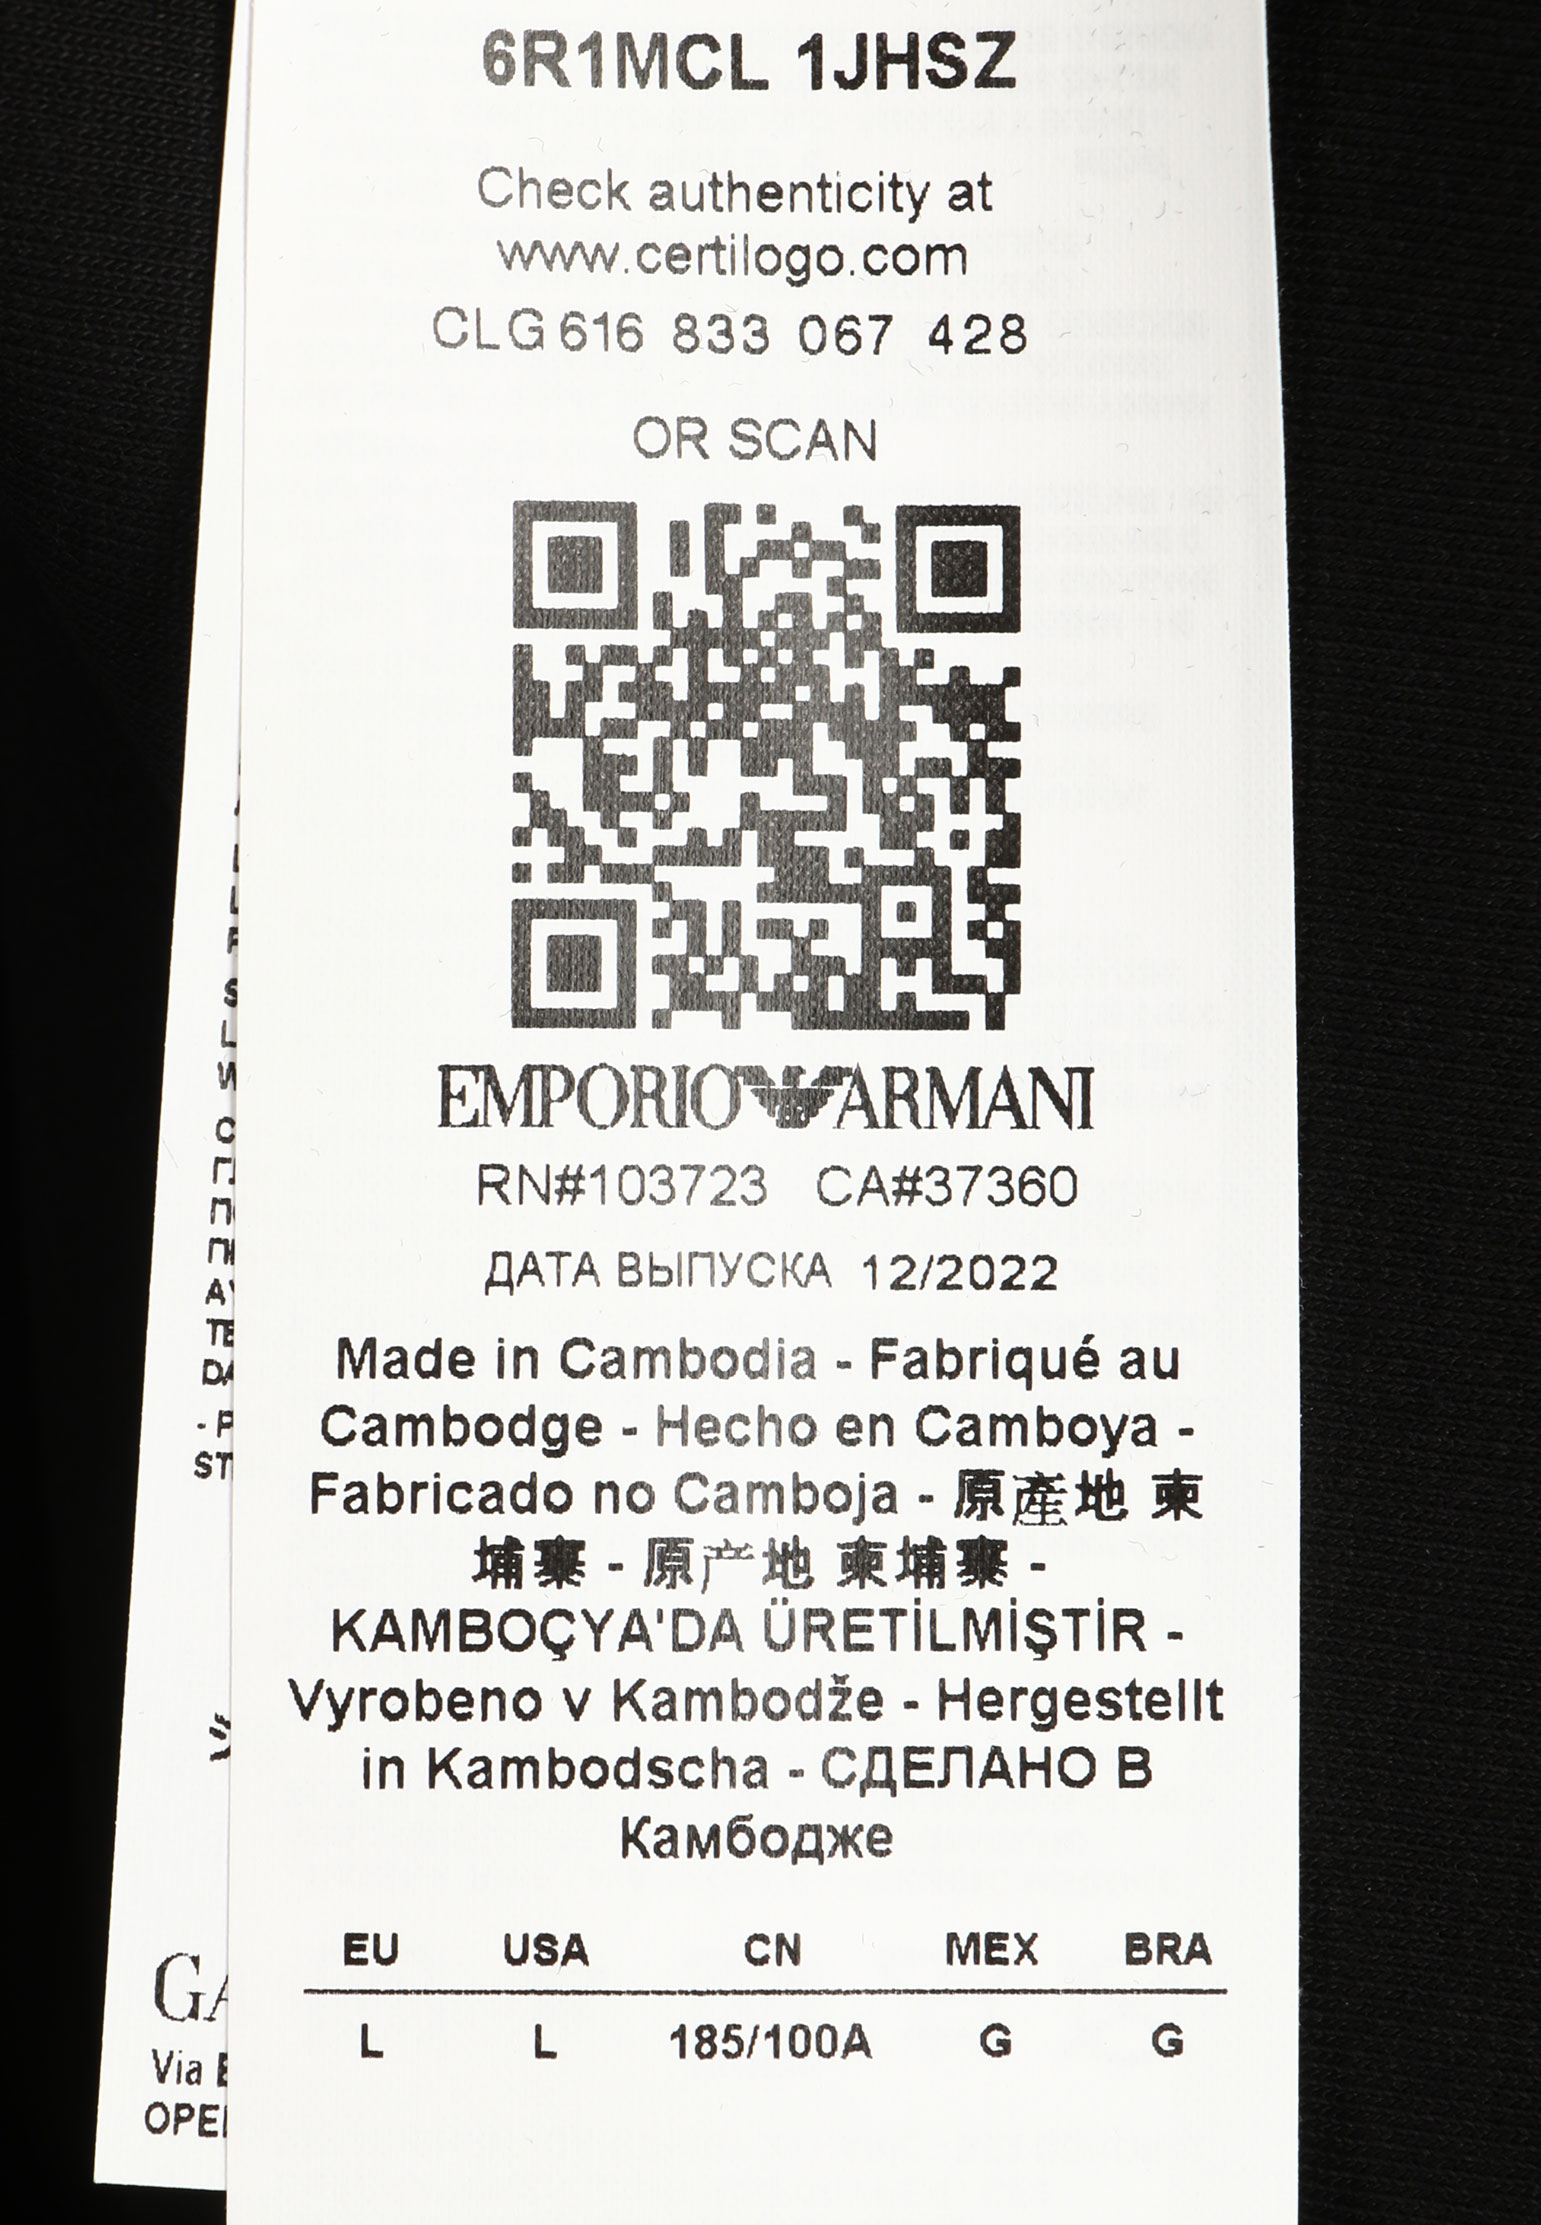 6R1MCL 1JHSZ
Check authenticity at
www.certilogo.com
CLG 616 833 067 428
OR SCAN
EMPORIO ARMANI
RN#103723 CA#37360
ДАТА ВЫПУСКА 12/2022
Made in Cambodia - Fabriqué au
Cambodge - Hecho en Camboya -
Fabricado no Camboja - 原產地 柬
埔寨 - 原产地 柬埔寨 -
KAMBOÇYA'DA ÜRETİLMİŞTİR -
Vyrobeno v Kambodže - Hergestellt
in Kambodscha - СДЕЛАНО В
Камбодже
EU USA CN MEX BRA
L L 185/100A G G
Via